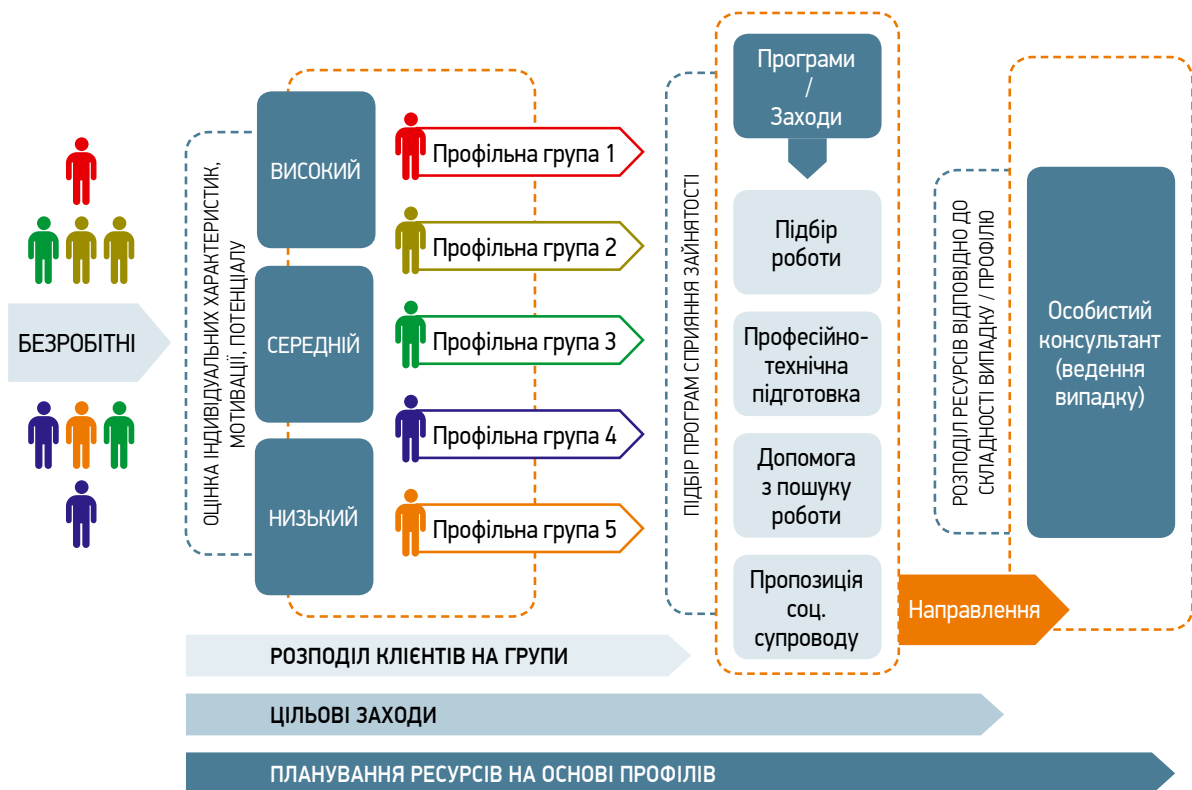 БЕЗРОБІТНІ
ОЦІНКА ІНДИВІДУАЛЬНИХ ХАРАКТЕРИСТИК,
МОТИВАЦІЇ, ПОТЕНЦІАЛУ
ВИСОКИЙ
СЕРЕДНІЙ
НИЗЬКИЙ
Профільна група 1
Профільна група 2
Профільна група 3
Профільна група 4
Профільна група 5
ПІДБІР ПРОГРАМ СПРИЯННЯ ЗАЙНЯТОСТІ
Програми
/
Заходи
Підбір
роботи
Професійно-
технічна
підготовка
Допомога
з пошуку
роботи
Пропозиція
соц.
супроводу
Направлення
РОЗПОДІЛ РЕСУРСІВ ВІДПОВІДНО ДО
СКЛАДНОСТІ ВИПАДКУ / ПРОФІЛЮ
Особистий
консультант
(ведення
випадку)
РОЗПОДІЛ КЛІЄНТІВ НА ГРУПИ
ЦІЛЬОВІ ЗАХОДИ
ПЛАНУВАННЯ РЕСУРСІВ НА ОСНОВІ ПРОФІЛІВ